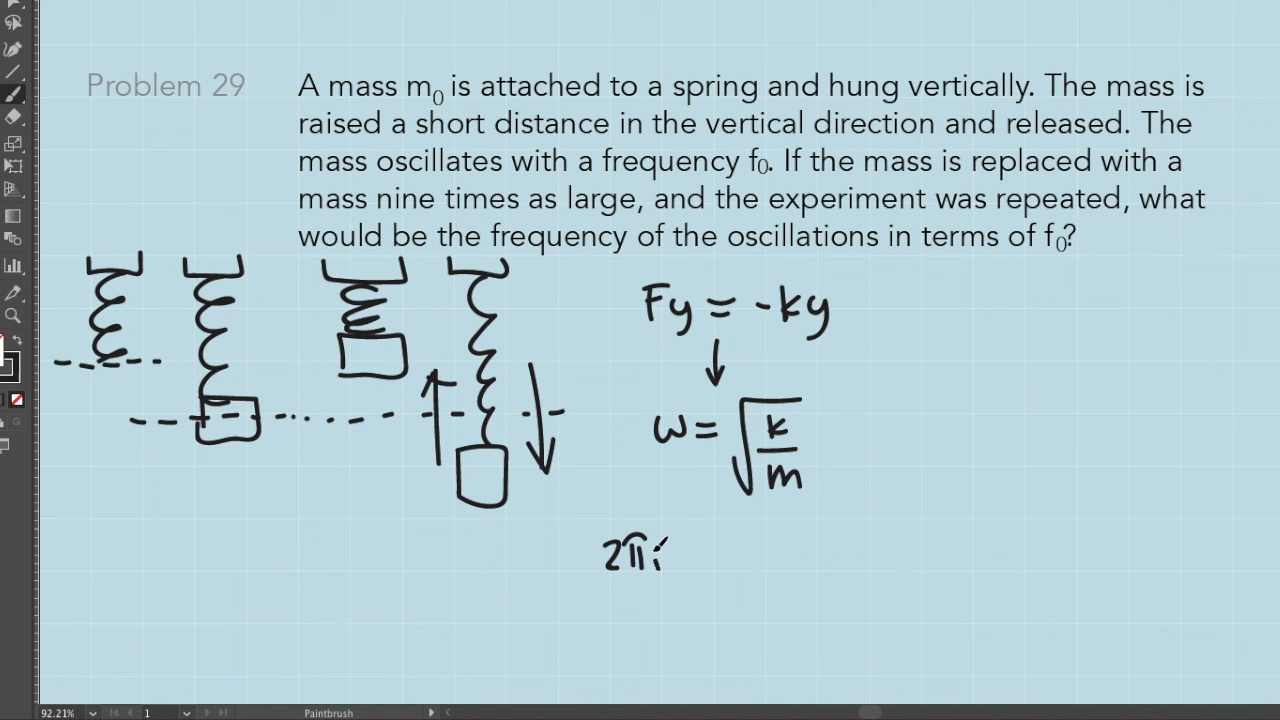 Problem 29
A mass m₀ is attached to a spring and hung vertically. The mass is
raised a short distance in the vertical direction and released. The
mass oscillates with a frequency f₀. If the mass is replaced with a
mass nine times as large, and the experiment was repeated, what
would be the frequency of the oscillations in terms of f₀?
Fy = -ky
ω = √(k/m)
2π
92.21%
1
Paintbrush